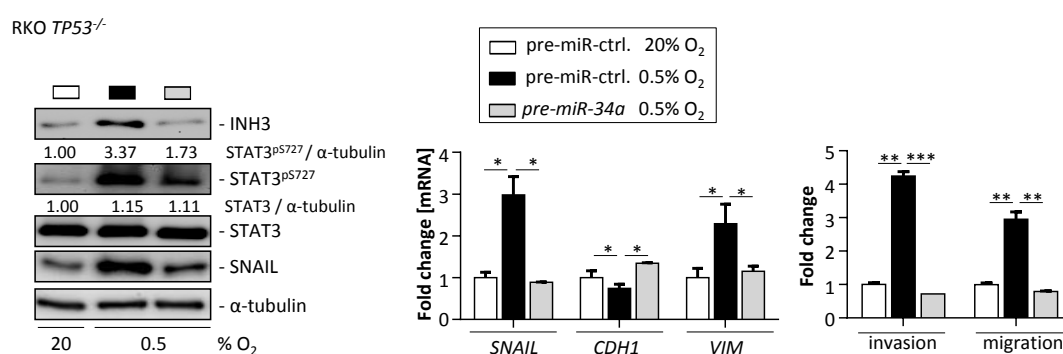 RKO TP53-/-
- INH3
1.00 3.37 1.73 STAT3pS727 / α-tubulin
- STAT3pS727
1.00 1.15 1.11 STAT3 / α-tubulin
- STAT3
- SNAIL
- α-tubulin
20 0.5 % O2
pre-miR-ctrl. 20% O2
pre-miR-ctrl. 0.5% O2
pre-miR-34a 0.5% O2
Fold change [mRNA]
4
3
2
1
0
* *
* *
* *
SNAIL CDH1 VIM
Fold change
5
4
3
2
1
0
** ***
** **
invasion migration